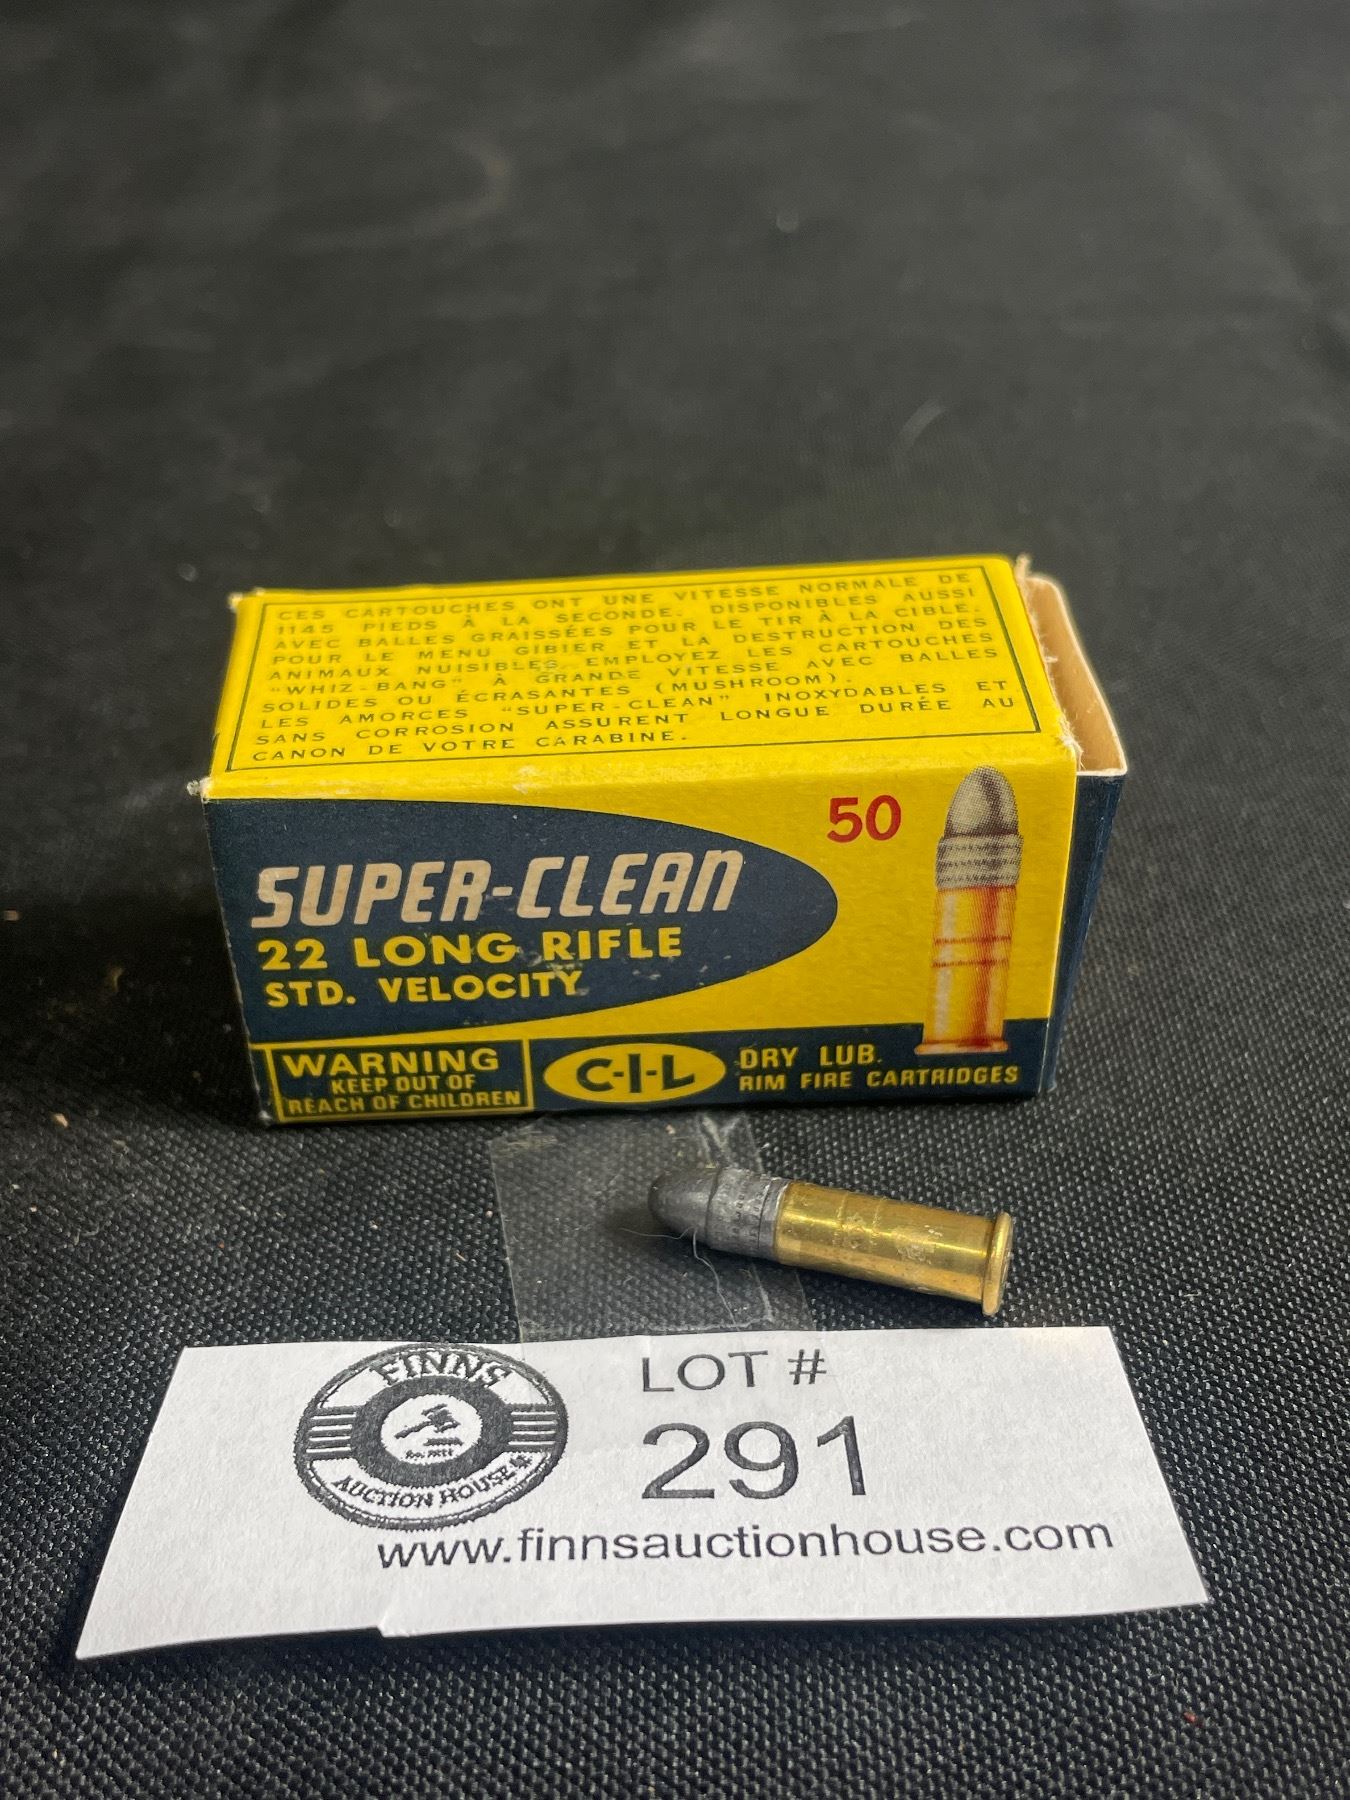 CES CARTOUCHES ONT UNE VITESSE NORMALE DE
1145 PIEDS À LA SECONDE. DISPONIBLES AUSSI
AVEC BALLES GRAISSÉES POUR LE TIR À LA CIBLE.
POUR LE MENU GIBIER ET LA DESTRUCTION DES
ANIMAUX NUISIBLES EMPLOYEZ LES CARTOUCHES
"WHIZ-BANG" À GRANDE VITESSE AVEC BALLES
SOLIDES OU ÉCRASANTES (MUSHROOM).
LES AMORCES "SUPER-CLEAN" INOXYDABLES ET
SANS CORROSION ASSURENT LONGUE DURÉE AU
CANON DE VOTRE CARABINE.
50
SUPER-CLEAN
22 LONG RIFLE
STD. VELOCITY
WARNING
KEEP OUT OF
REACH OF CHILDREN
C-I-L
DRY LUB.
RIM FIRE CARTRIDGES
FINNS
AUCTION HOUSE
LOT #
291
www.finnsauctionhouse.com